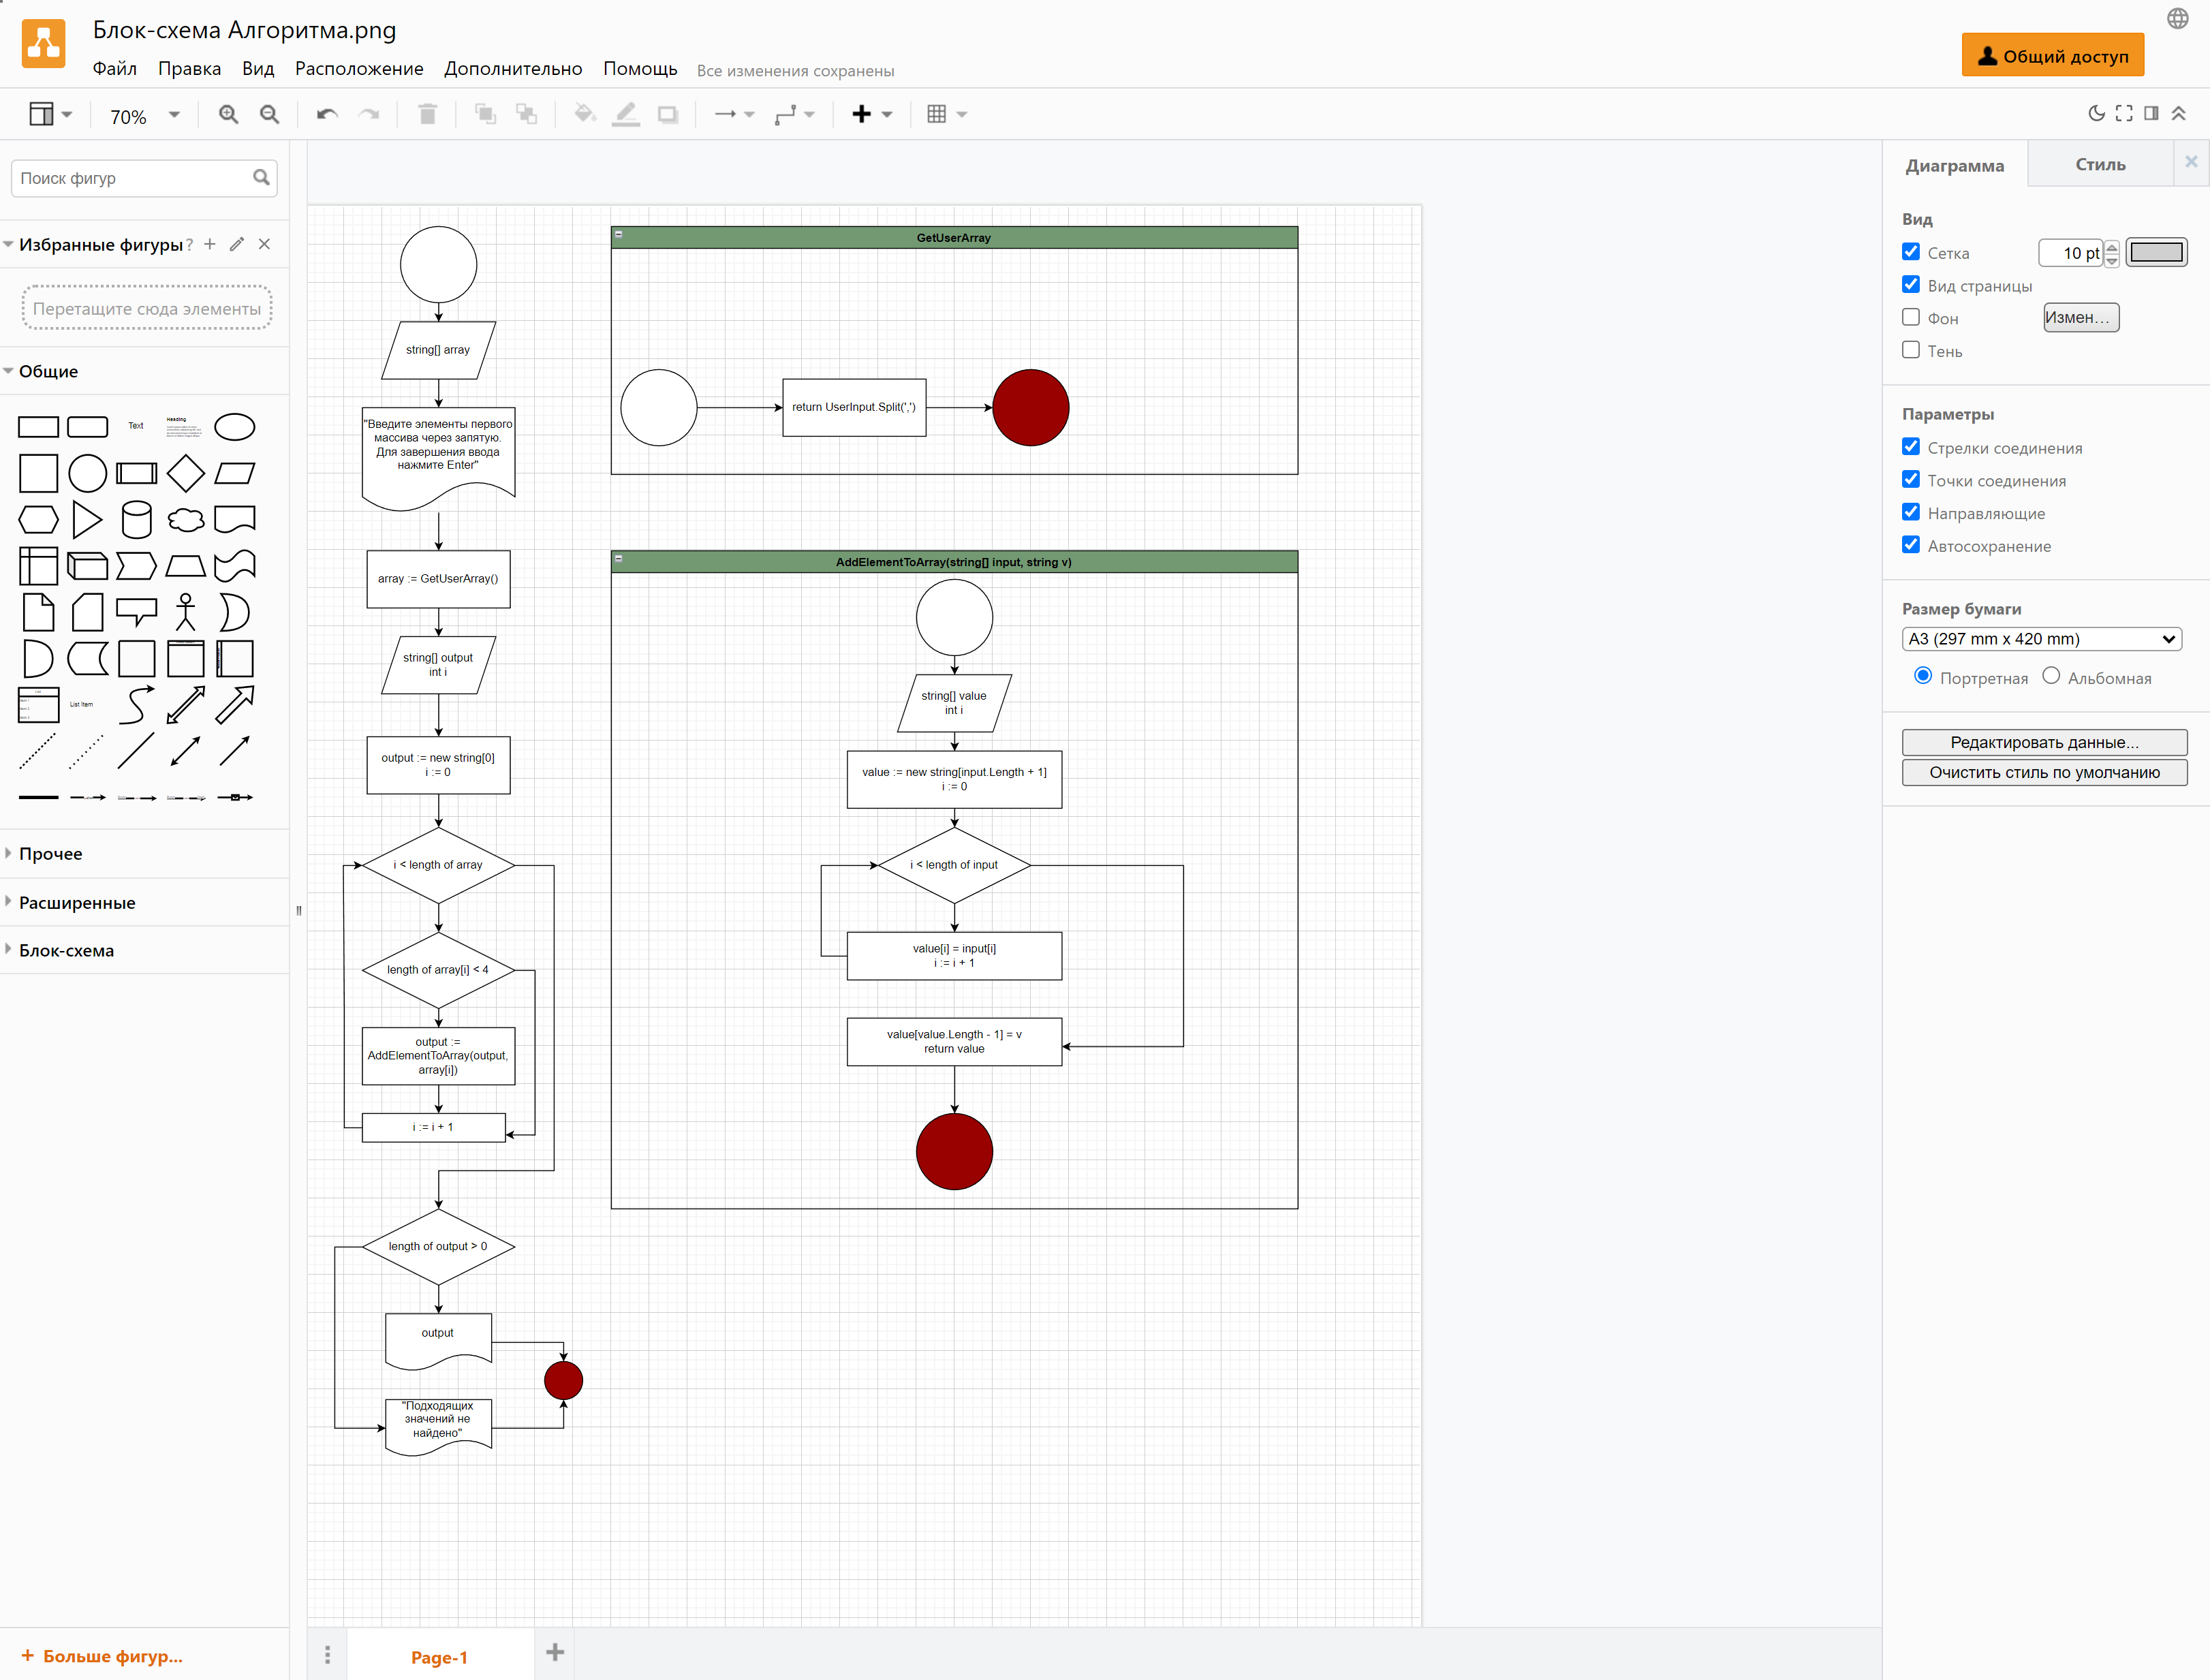 Блок-схема Алгоритма.png
Файл Правка Вид Расположение Дополнительно Помощь Все изменения сохранены
Общий доступ
70%
Поиск фигур
Избранные фигуры ?
Перетащите сюда элементы
Общие
Text
Heading
List Item
Прочее
Расширенные
Блок-схема
+ Больше фигур...
string[] array
"Введите элементы первого
массива через запятую.
Для завершения ввода
нажмите Enter"
array := GetUserArray()
string[] output
int i
output := new string[0]
i := 0
i < length of array
length of array[i] < 4
output :=
AddElementToArray(output,
array[i])
i := i + 1
length of output > 0
output
"Подходящих
значений не
найдено"
GetUserArray
return UserInput.Split(',')
AddElementToArray(string[] input, string v)
string[] value
int i
value := new string[input.Length + 1]
i := 0
i < length of input
value[i] = input[i]
i := i + 1
value[value.Length - 1] = v
return value
Page-1
Диаграмма
Стиль
Вид
Сетка
10 pt
Вид страницы
Фон
Измен...
Тень
Параметры
Стрелки соединения
Точки соединения
Направляющие
Автосохранение
Размер бумаги
A3 (297 mm x 420 mm)
Портретная Альбомная
Редактировать данные...
Очистить стиль по умолчанию